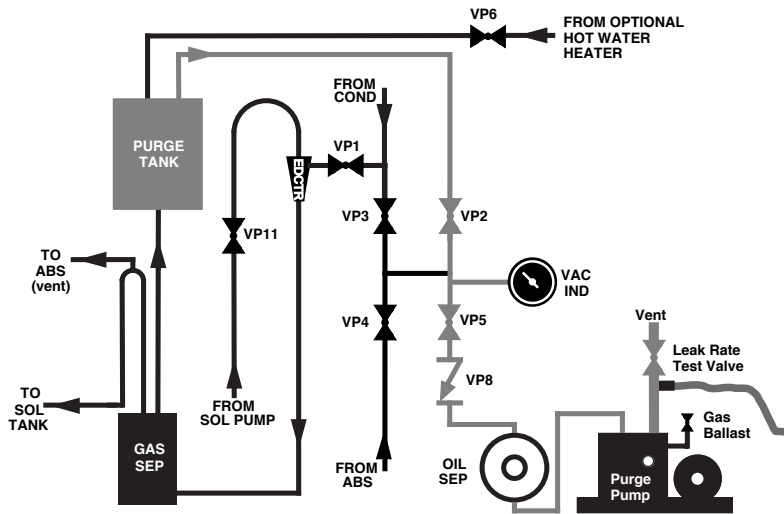 VP6
FROM OPTIONAL
HOT WATER
HEATER
FROM
COND
PURGE
TANK
VP1
EDCTR
VP3
VP2
VP11
TO
ABS
(vent)
VAC
IND
VP4
VP5
Vent
Leak Rate
Test Valve
VP8
TO
SOL
TANK
FROM
SOL PUMP
Gas
Ballast
GAS
SEP
FROM
ABS
OIL
SEP
Purge
Pump